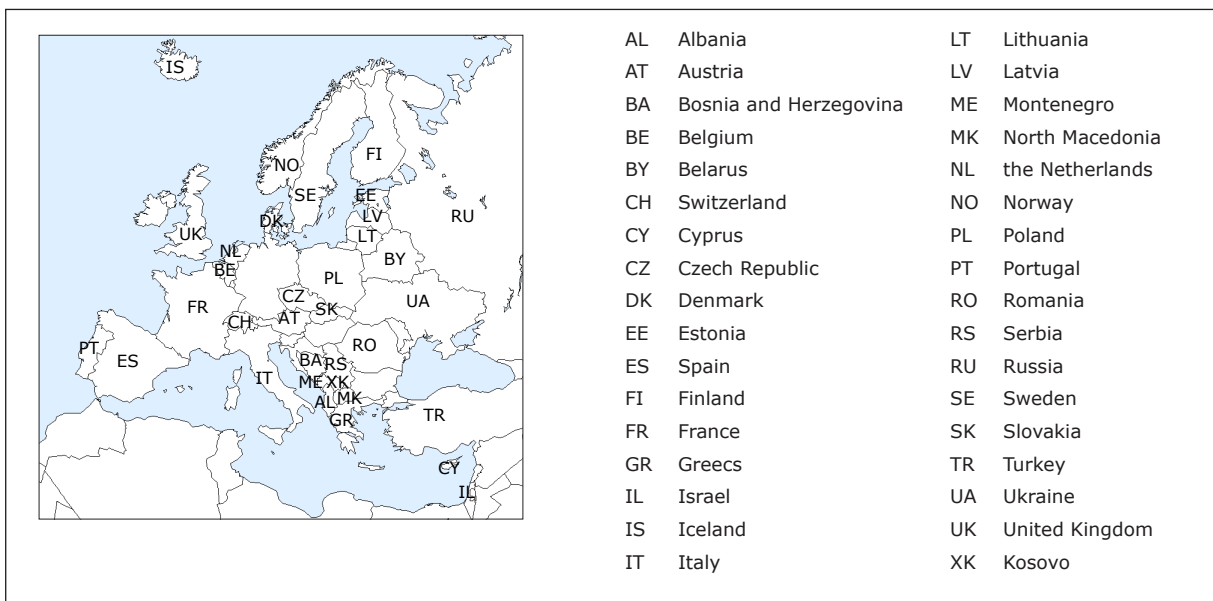 IS
NO
FI
SE
EE
RU
DK
LV
LT
UK
NL
BY
BE
PL
CZ
UA
FR
SK
AT
CH
RO
PT
ES
BA
RS
IT
ME
XK
AL
MK
GR
TR
CY
IL
AL Albania
AT Austria
BA Bosnia and Herzegovina
BE Belgium
BY Belarus
CH Switzerland
CY Cyprus
CZ Czech Republic
DK Denmark
EE Estonia
ES Spain
FI Finland
FR France
GR Greecs
IL Israel
IS Iceland
IT Italy
LT Lithuania
LV Latvia
ME Montenegro
MK North Macedonia
NL the Netherlands
NO Norway
PL Poland
PT Portugal
RO Romania
RS Serbia
RU Russia
SE Sweden
SK Slovakia
TR Turkey
UA Ukraine
UK United Kingdom
XK Kosovo